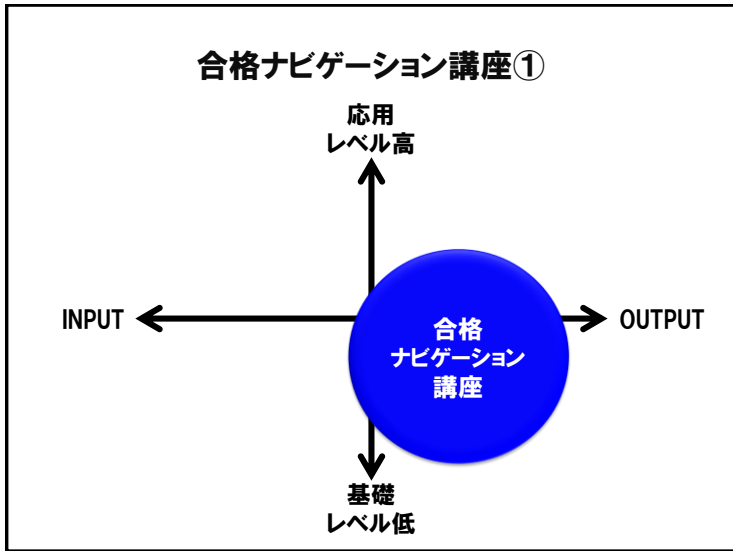 合格ナビゲーション講座①
応用
レベル高
INPUT
OUTPUT
合格
ナビゲーション
講座
基礎
レベル低